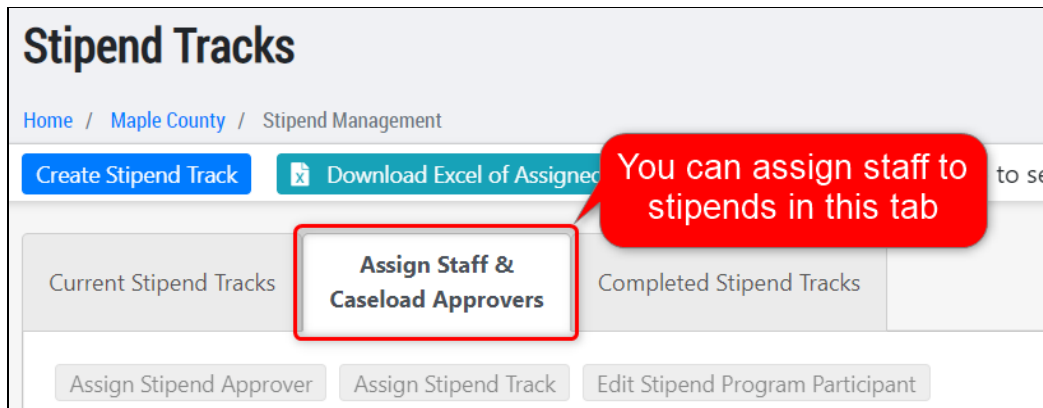 Stipend Tracks
Home / Maple County / Stipend Management
Create Stipend Track
Download Excel of Assigned
You can assign staff to
stipends in this tab
to
Current Stipend Tracks
Assign Staff &
Caseload Approvers
Completed Stipend Tracks
Assign Stipend Approver
Assign Stipend Track
Edit Stipend Program Participant